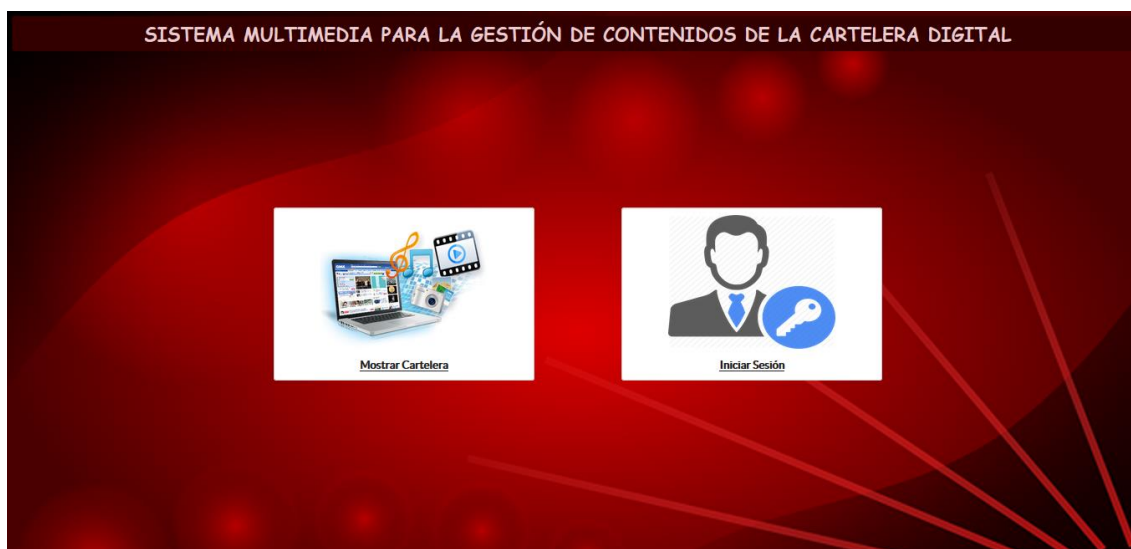 SISTEMA MULTIMEDIA PARA LA GESTIÓN DE CONTENIDOS DE LA CARTELERA DIGITAL
Mostrar Cartelera
Iniciar Sesión